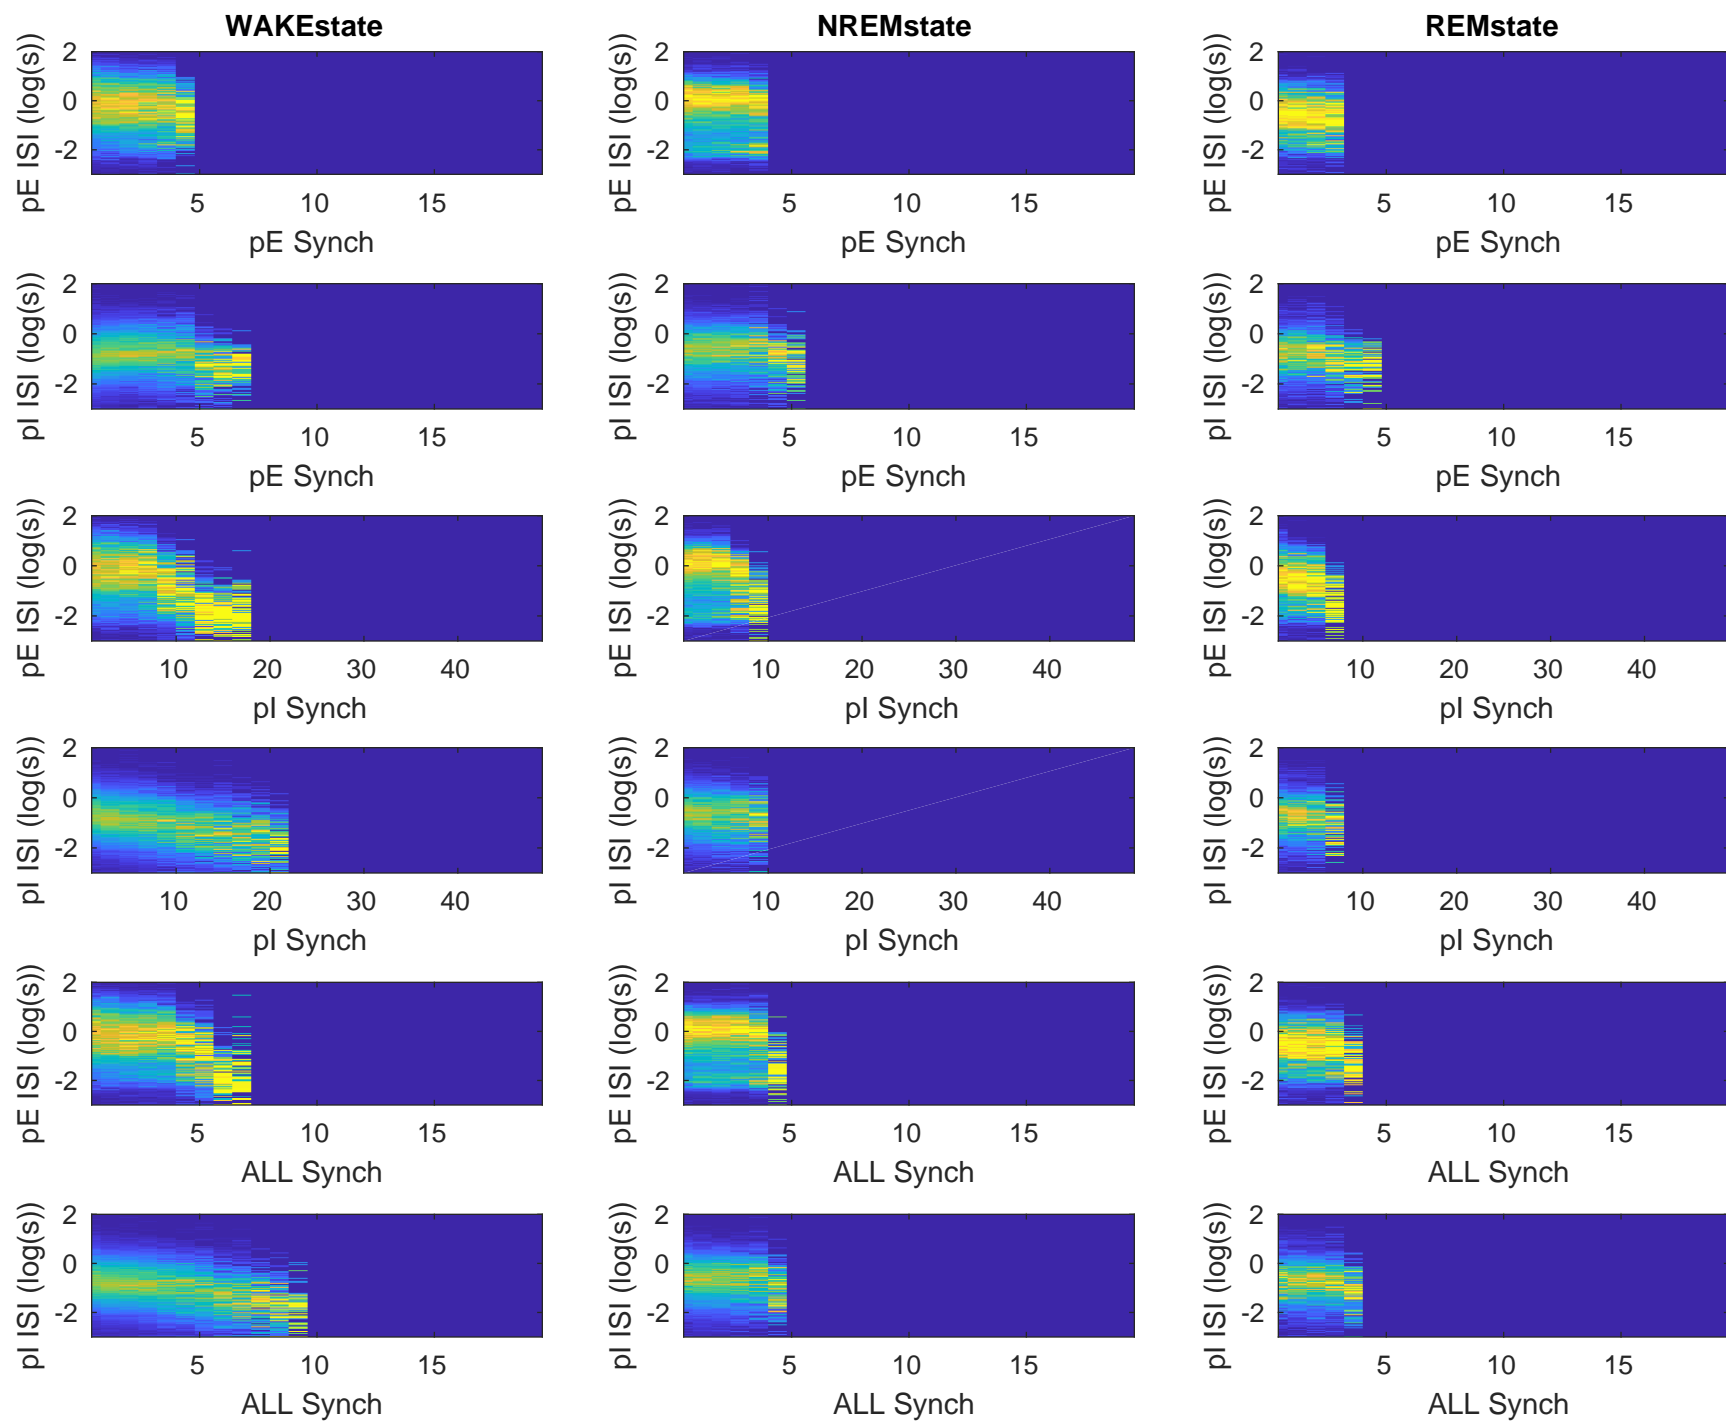 WAKEstate NREMstate REMstate
pE ISI (log(s)) 2 0 -2 pE ISI (log(s)) 2 0 -2 pE ISI (log(s)) 2 0 -2
5 10 15 5 10 15 5 10 15
pE Synch pE Synch pE Synch
pI ISI (log(s)) 2 0 -2 pI ISI (log(s)) 2 0 -2 pI ISI (log(s)) 2 0 -2
5 10 15 5 10 15 5 10 15
pE Synch pE Synch pE Synch
pE ISI (log(s)) 2 0 -2 pE ISI (log(s)) 2 0 -2 pE ISI (log(s)) 2 0 -2
10 20 30 40 10 20 30 40 10 20 30 40
pI Synch pI Synch pI Synch
pI ISI (log(s)) 2 0 -2 pI ISI (log(s)) 2 0 -2 pI ISI (log(s)) 2 0 -2
10 20 30 40 10 20 30 40 10 20 30 40
pI Synch pI Synch pI Synch
pE ISI (log(s)) 2 0 -2 pE ISI (log(s)) 2 0 -2 pE ISI (log(s)) 2 0 -2
5 10 15 5 10 15 5 10 15
ALL Synch ALL Synch ALL Synch
pI ISI (log(s)) 2 0 -2 pI ISI (log(s)) 2 0 -2 pI ISI (log(s)) 2 0 -2
5 10 15 5 10 15 5 10 15
ALL Synch ALL Synch ALL Synch